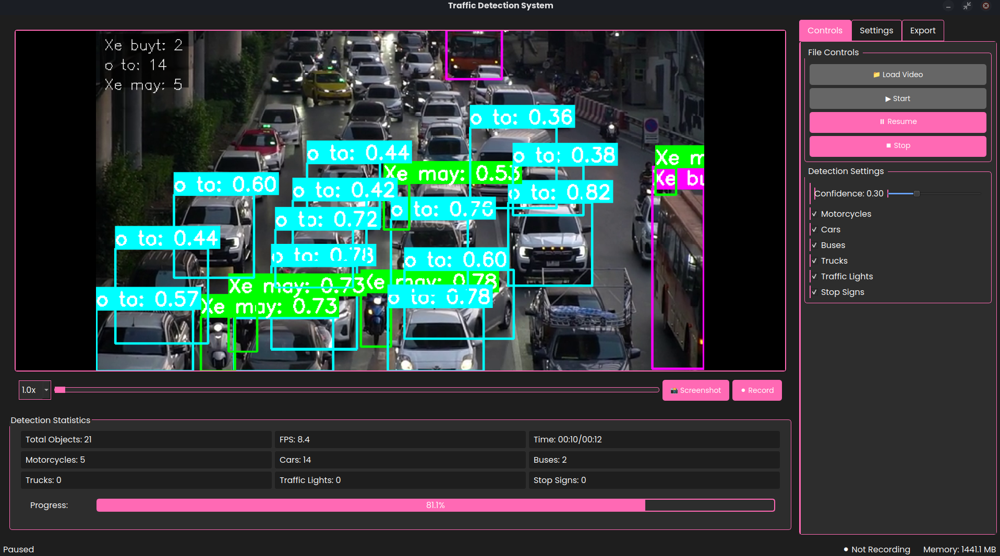 Traffic Detection System
Xe buyt: 2
o to: 14
Xe may: 5
o to: 0.36
o to: 0.44
o to: 0.38
Xe m
Xe may: 0.53
Xe bu
o to: 0.60
o to: 0.42
o to: 0.82
o to: 0.76
o to: 0.72
o to: 0.44
o to: 0.78
o to: 0.60
Xe may: 0.73
Xe may: 0.78
o to: 0.57
Xe may: 0.73
o to: 0.78
1.0x
📸 Screenshot
● Record
Detection Statistics
Total Objects: 21
FPS: 8.4
Time: 00:10/00:12
Motorcycles: 5
Cars: 14
Buses: 2
Trucks: 0
Traffic Lights: 0
Stop Signs: 0
Progress:
81.1%
Controls
Settings
Export
File Controls
📁 Load Video
▶ Start
⏸ Resume
⏹ Stop
Detection Settings
Confidence: 0.30
✓ Motorcycles
✓ Cars
✓ Buses
✓ Trucks
✓ Traffic Lights
✓ Stop Signs
Paused
● Not Recording
Memory: 1441.1 MB